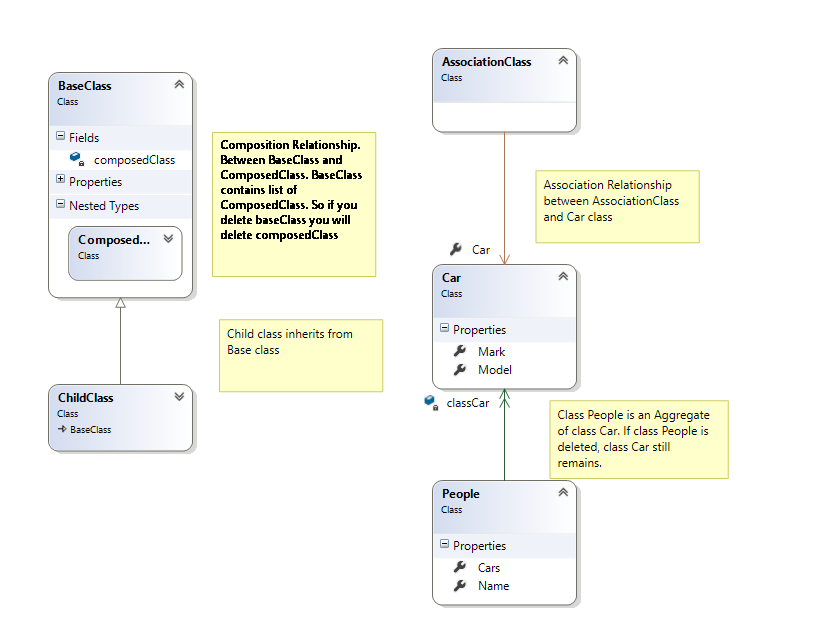 BaseClass
Class
Fields
composedClass
Properties
Nested Types
Composed...
Class
Composition Relationship.
Between BaseClass and
ComposedClass. BaseClass
contains list of
ComposedClass. So if you
delete baseClass you will
delete composedClass
Child class inherits from
Base class
ChildClass
Class
BaseClass
AssociationClass
Class
Association Relationship
between AssociationClass
and Car class
Car
Car
Class
Properties
Mark
Model
classCar
Class People is an Aggregate
of class Car. If class People is
deleted, class Car still
remains.
People
Class
Properties
Cars
Name